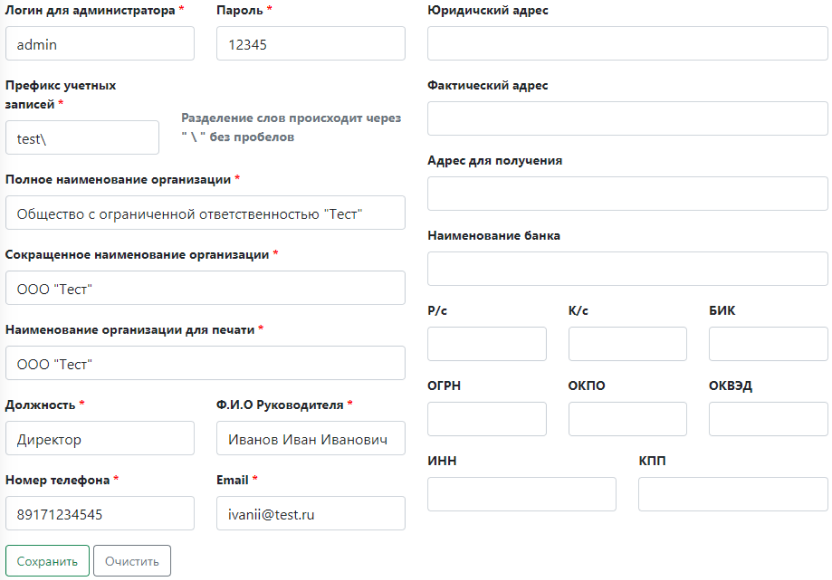 Логин для администратора *
Пароль *
admin
12345
Префикс учетных
записей *
test\
Разделение слов происходит через
" \ " без пробелов
Полное наименование организации *
Общество с ограниченной ответственностью "Тест"
Сокращенное наименование организации *
ООО "Тест"
Наименование организации для печати *
ООО "Тест"
Должность *
Ф.И.О Руководителя *
Директор
Иванов Иван Иванович
Номер телефона *
Email *
89171234545
ivanii@test.ru
Сохранить
Очистить
Юридичский адрес
Фактический адрес
Адрес для получения
Наименование банка
Р/с
К/с
БИК
ОГРН
ОКПО
ОКВЭД
ИНН
КПП